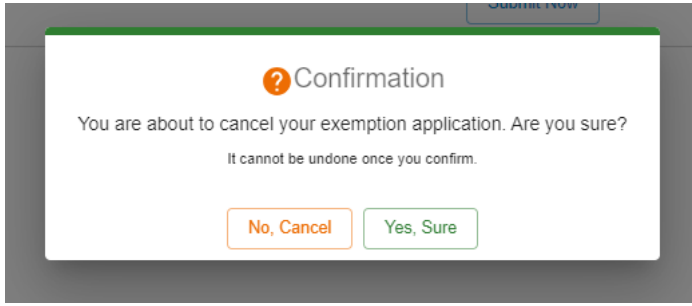 Submit Now
Confirmation
You are about to cancel your exemption application. Are you sure?
It cannot be undone once you confirm.
No, Cancel
Yes, Sure